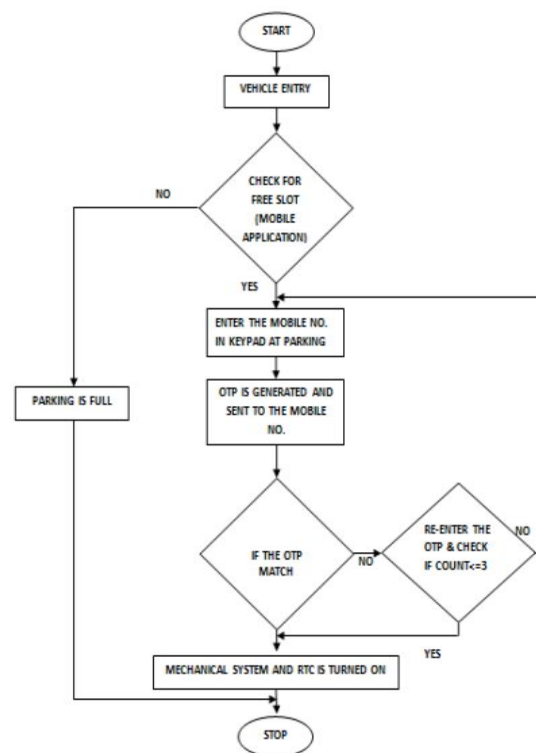 START
VEHICLE ENTRY
NO
CHECK FOR
FREE SLOT
(MOBILE
APPLICATION)
YES
ENTER THE MOBILE NO.
IN KEYPAD AT PARKING
PARKING IS FULL
OTP IS GENERATED AND
SENT TO THE MOBILE
NO.
IF THE OTP
MATCH
NO
RE-ENTER THE
OTP & CHECK
IF COUNT<=3
NO
YES
MECHANICAL SYSTEM AND RTC IS TURNED ON
STOP